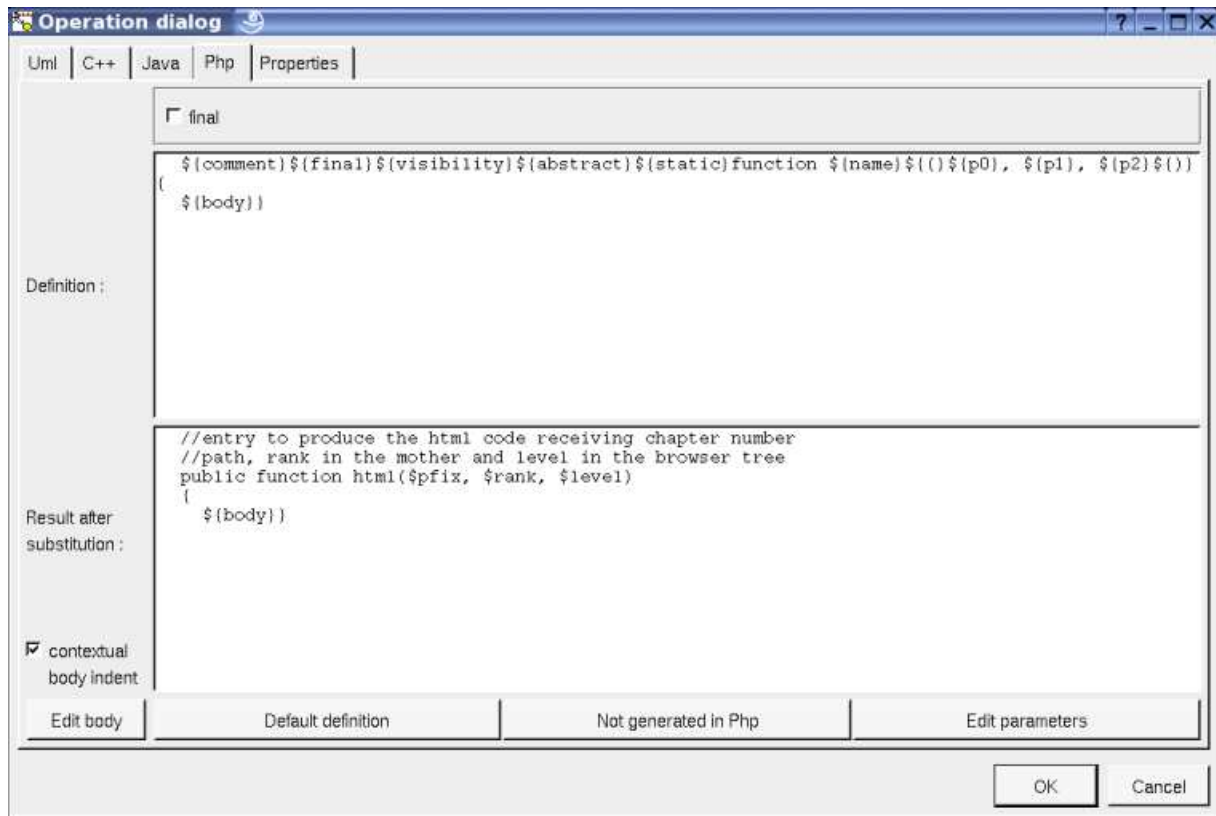 Operation dialog
Uml C++ Java Php Properties
final
Definition :
${comment}${final}${visibility}${abstract}${static}function ${name}${(}${p0}, ${p1}, ${p2}${)}
{
${body}}
Result after
substitution :
//entry to produce the html code receiving chapter number
//path, rank in the mother and level in the browser tree
public function html($pfix, $rank, $level)
{
${body}}
contextual
body indent
Edit body Default definition Not generated in Php Edit parameters
OK Cancel